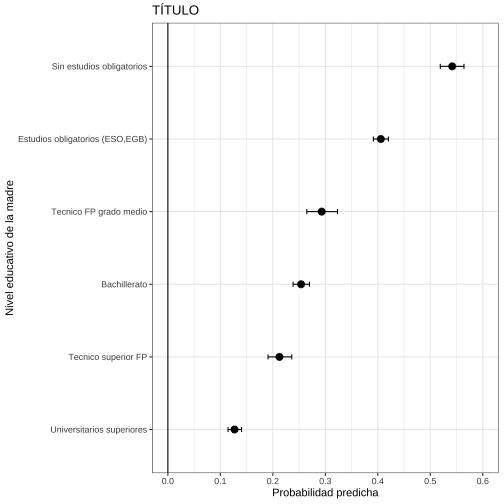 TÍTULO
Sin estudios obligatorios
Estudios obligatorios (ESO,EGB)
Tecnico FP grado medio
Bachillerato
Tecnico superior FP
Universitarios superiores
Nivel educativo de la madre
0.0 0.1 0.2 0.3 0.4 0.5 0.6
Probabilidad predicha